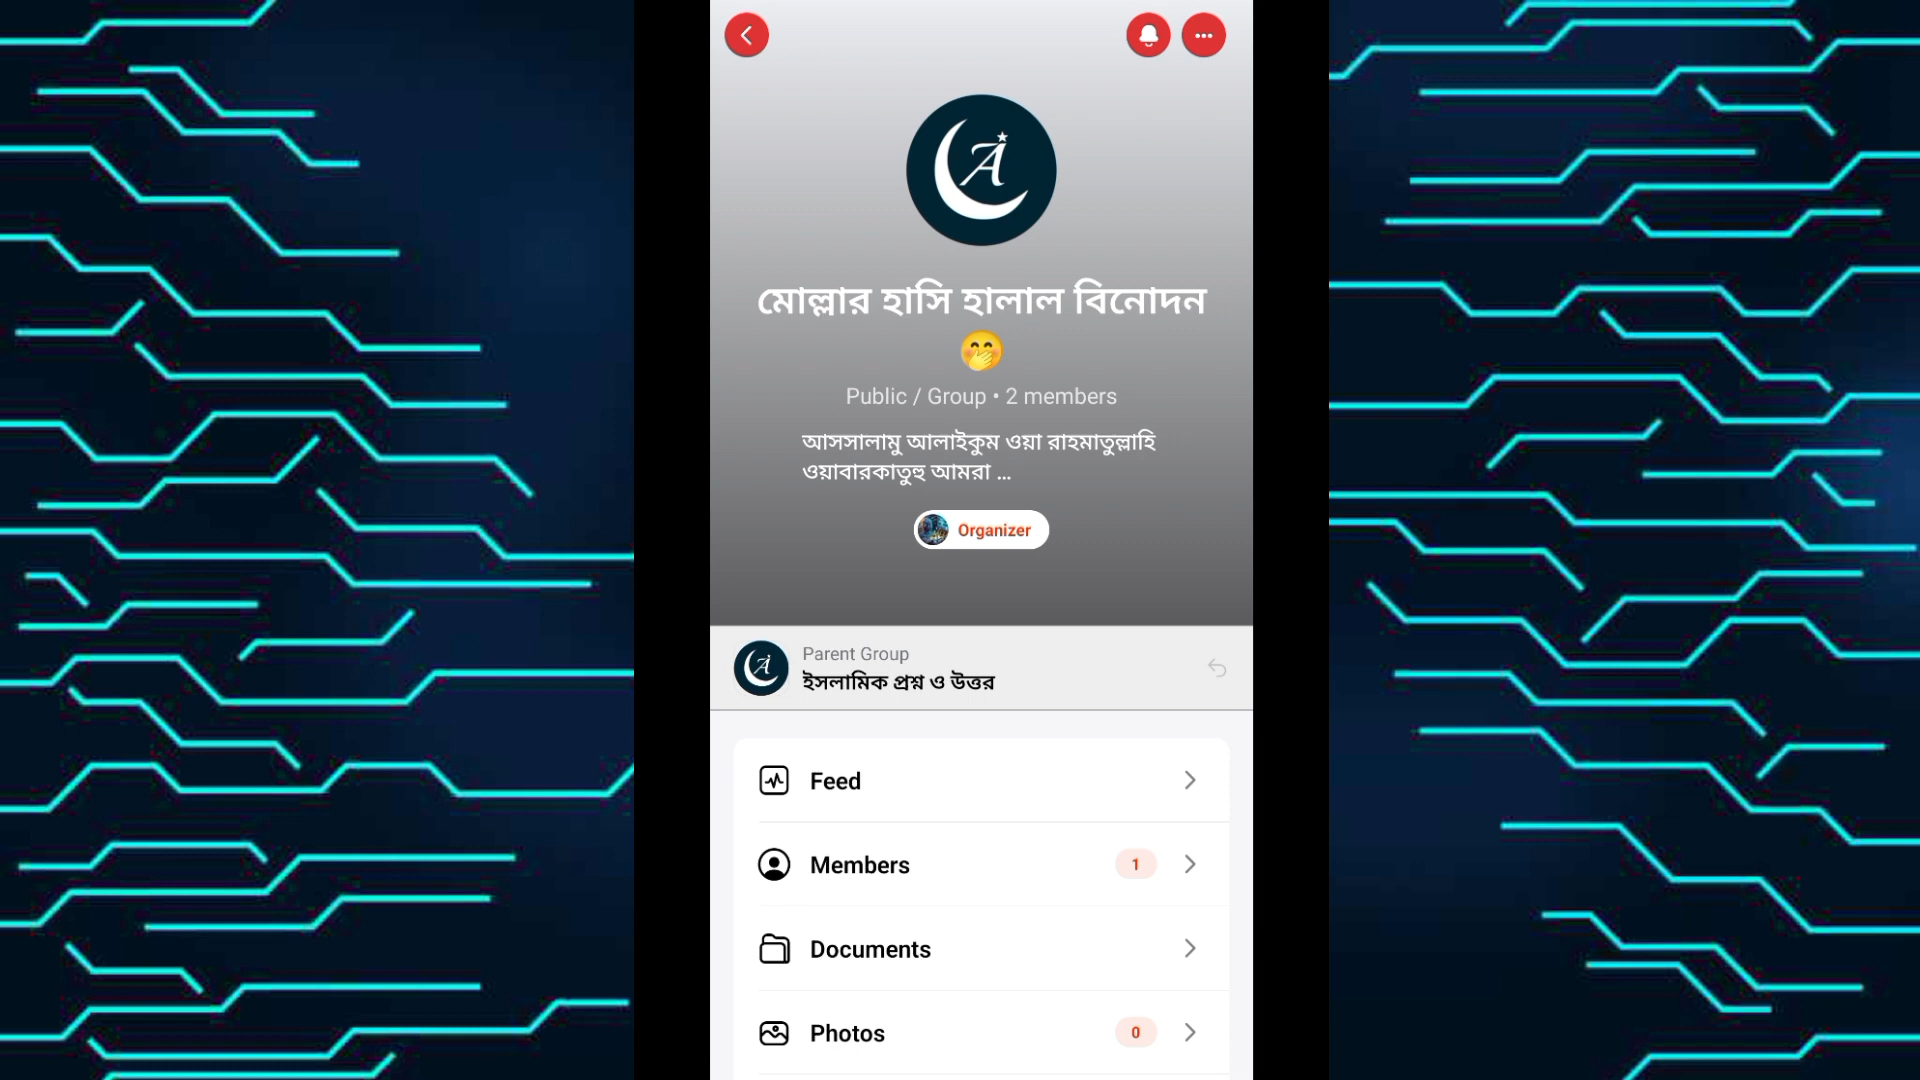 A
মোল্লার হাসি হালাল বিনোদন
🤭
Public / Group • 2 members
আসসালামু আলাইকুম ওয়া রাহমাতুল্লাহি
ওয়াবারকাতুহু আমরা ...
Organizer
A
Parent Group
ইসলামিক প্রশ্ন ও উত্তর
Feed
Members 1
Documents
Photos 0